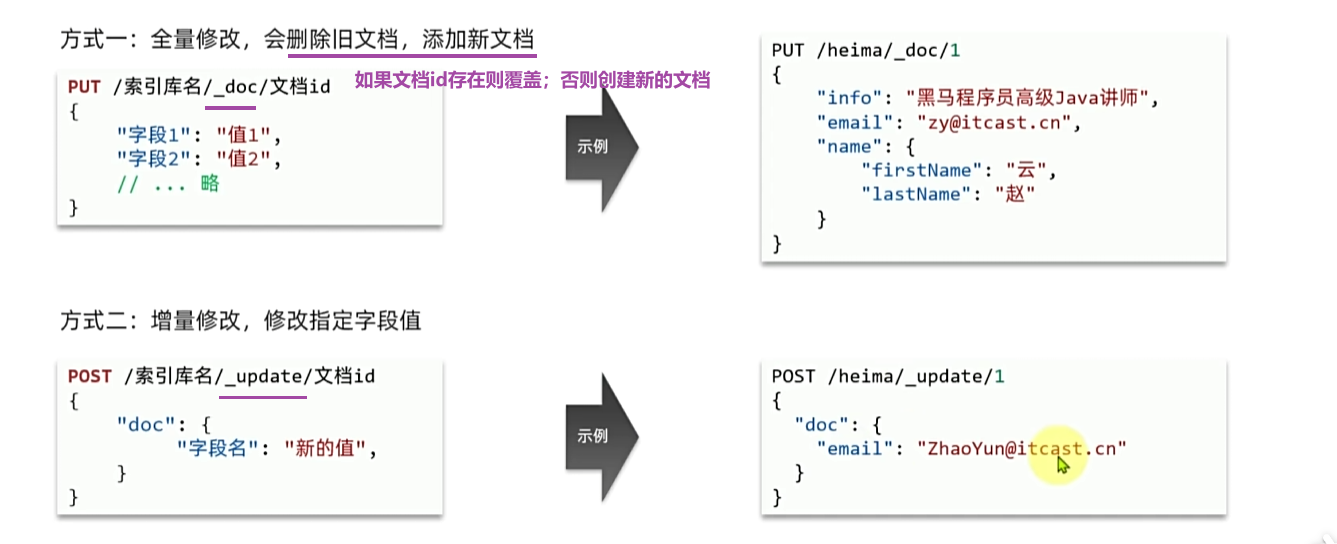 方式一：全量修改，会删除旧文档，添加新文档
如果文档id存在则覆盖；否则创建新的文档
PUT /索引库名/_doc/文档id
{
    "字段1": "值1",
    "字段2": "值2",
    // ... 略
}
示例
PUT /heima/_doc/1
{
    "info": "黑马程序员高级Java讲师",
    "email": "zy@itcast.cn",
    "name": {
        "firstName": "云",
        "lastName": "赵"
    }
}
方式二：增量修改，修改指定字段值
POST /索引库名/_update/文档id
{
    "doc": {
         "字段名": "新的值",
    }
}
示例
POST /heima/_update/1
{
  "doc": {
    "email": "ZhaoYun@itcast.cn"
  }
}